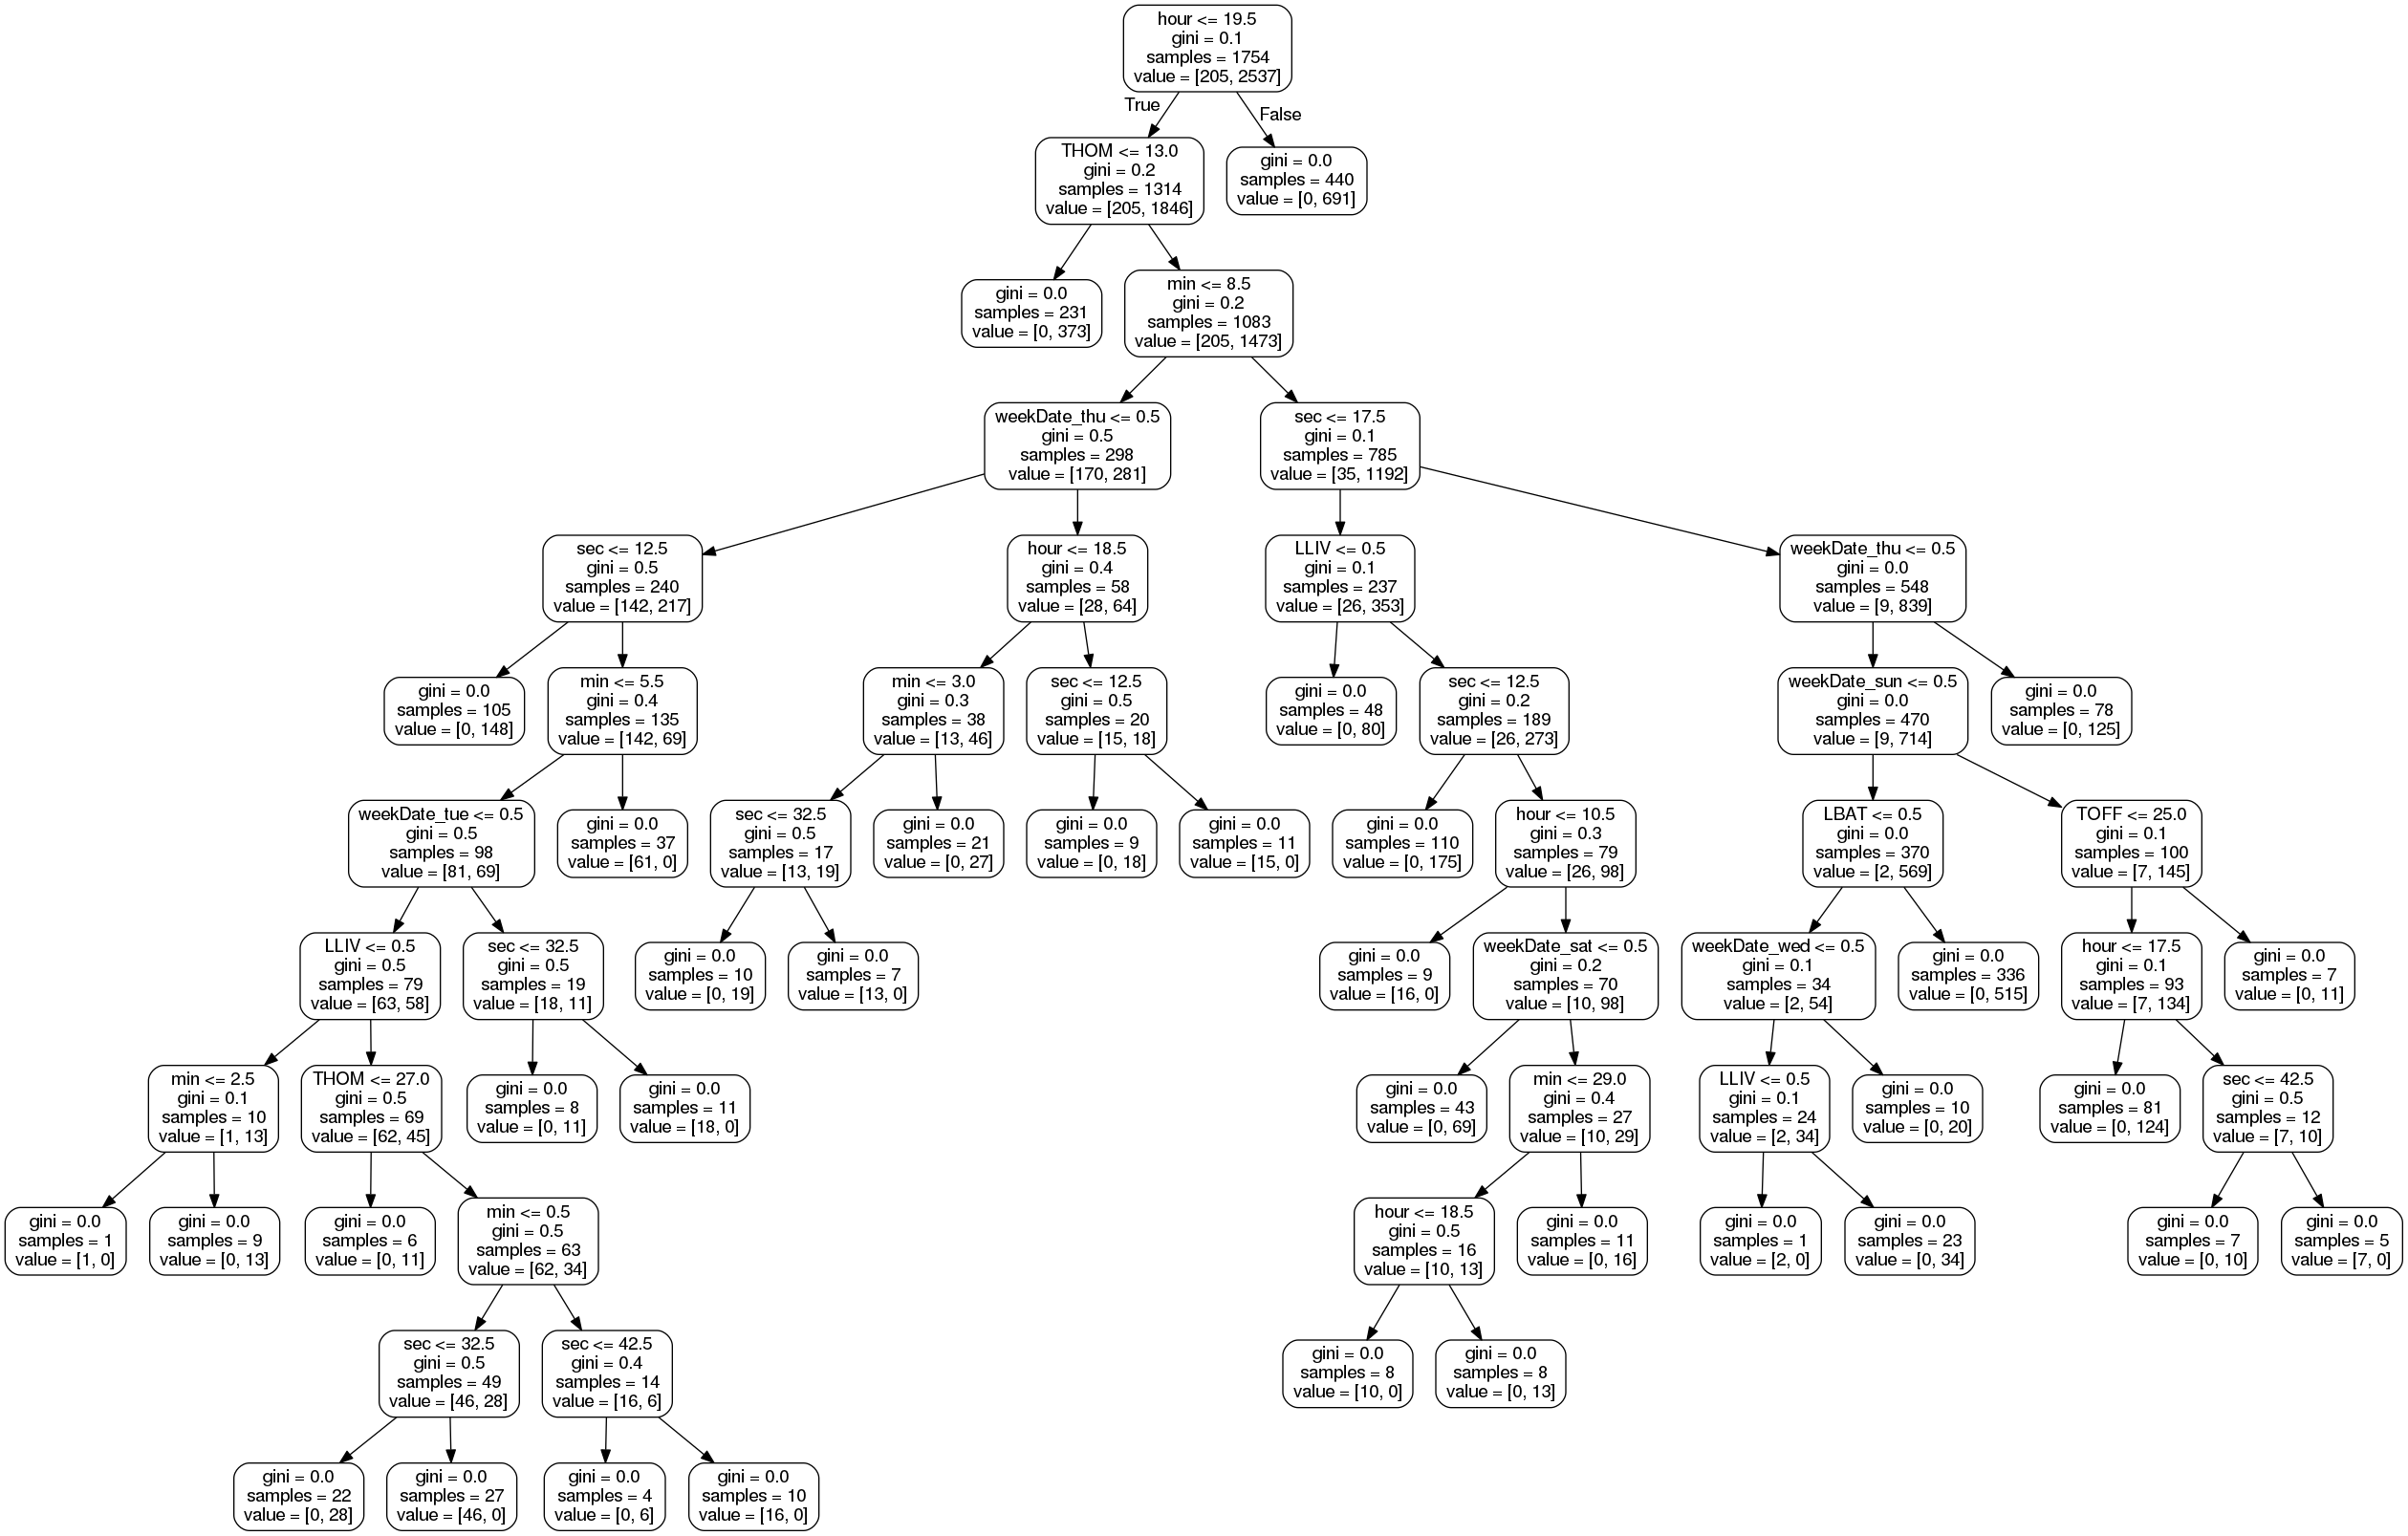 hour <= 19.5
gini = 0.1
samples = 1754
value = [205, 2537]
True
False
THOM <= 13.0
gini = 0.2
samples = 1314
value = [205, 1846]
gini = 0.0
samples = 440
value = [0, 691]
gini = 0.0
samples = 231
value = [0, 373]
min <= 8.5
gini = 0.2
samples = 1083
value = [205, 1473]
weekDate_thu <= 0.5
gini = 0.5
samples = 298
value = [170, 281]
sec <= 17.5
gini = 0.1
samples = 785
value = [35, 1192]
sec <= 12.5
gini = 0.5
samples = 240
value = [142, 217]
hour <= 18.5
gini = 0.4
samples = 58
value = [28, 64]
LLIV <= 0.5
gini = 0.1
samples = 237
value = [26, 353]
weekDate_thu <= 0.5
gini = 0.0
samples = 548
value = [9, 839]
gini = 0.0
samples = 105
value = [0, 148]
min <= 5.5
gini = 0.4
samples = 135
value = [142, 69]
min <= 3.0
gini = 0.3
samples = 38
value = [13, 46]
sec <= 12.5
gini = 0.5
samples = 20
value = [15, 18]
gini = 0.0
samples = 48
value = [0, 80]
sec <= 12.5
gini = 0.2
samples = 189
value = [26, 273]
weekDate_sun <= 0.5
gini = 0.0
samples = 470
value = [9, 714]
gini = 0.0
samples = 78
value = [0, 125]
weekDate_tue <= 0.5
gini = 0.5
samples = 98
value = [81, 69]
gini = 0.0
samples = 37
value = [61, 0]
sec <= 32.5
gini = 0.5
samples = 17
value = [13, 19]
gini = 0.0
samples = 21
value = [0, 27]
gini = 0.0
samples = 9
value = [0, 18]
gini = 0.0
samples = 11
value = [15, 0]
gini = 0.0
samples = 110
value = [0, 175]
hour <= 10.5
gini = 0.3
samples = 79
value = [26, 98]
LBAT <= 0.5
gini = 0.0
samples = 370
value = [2, 569]
TOFF <= 25.0
gini = 0.1
samples = 100
value = [7, 145]
LLIV <= 0.5
gini = 0.5
samples = 79
value = [63, 58]
sec <= 32.5
gini = 0.5
samples = 19
value = [18, 11]
gini = 0.0
samples = 10
value = [0, 19]
gini = 0.0
samples = 7
value = [13, 0]
gini = 0.0
samples = 9
value = [16, 0]
weekDate_sat <= 0.5
gini = 0.2
samples = 70
value = [10, 98]
weekDate_wed <= 0.5
gini = 0.1
samples = 34
value = [2, 54]
gini = 0.0
samples = 336
value = [0, 515]
hour <= 17.5
gini = 0.1
samples = 93
value = [7, 134]
gini = 0.0
samples = 7
value = [0, 11]
min <= 2.5
gini = 0.1
samples = 10
value = [1, 13]
THOM <= 27.0
gini = 0.5
samples = 69
value = [62, 45]
gini = 0.0
samples = 8
value = [0, 11]
gini = 0.0
samples = 11
value = [18, 0]
gini = 0.0
samples = 43
value = [0, 69]
min <= 29.0
gini = 0.4
samples = 27
value = [10, 29]
LLIV <= 0.5
gini = 0.1
samples = 24
value = [2, 34]
gini = 0.0
samples = 10
value = [0, 20]
gini = 0.0
samples = 81
value = [0, 124]
sec <= 42.5
gini = 0.5
samples = 12
value = [7, 10]
gini = 0.0
samples = 1
value = [1, 0]
gini = 0.0
samples = 9
value = [0, 13]
gini = 0.0
samples = 6
value = [0, 11]
min <= 0.5
gini = 0.5
samples = 63
value = [62, 34]
hour <= 18.5
gini = 0.5
samples = 16
value = [10, 13]
gini = 0.0
samples = 11
value = [0, 16]
gini = 0.0
samples = 1
value = [2, 0]
gini = 0.0
samples = 23
value = [0, 34]
gini = 0.0
samples = 7
value = [0, 10]
gini = 0.0
samples = 5
value = [7, 0]
sec <= 32.5
gini = 0.5
samples = 49
value = [46, 28]
sec <= 42.5
gini = 0.4
samples = 14
value = [16, 6]
gini = 0.0
samples = 8
value = [10, 0]
gini = 0.0
samples = 8
value = [0, 13]
gini = 0.0
samples = 22
value = [0, 28]
gini = 0.0
samples = 27
value = [46, 0]
gini = 0.0
samples = 4
value = [0, 6]
gini = 0.0
samples = 10
value = [16, 0]